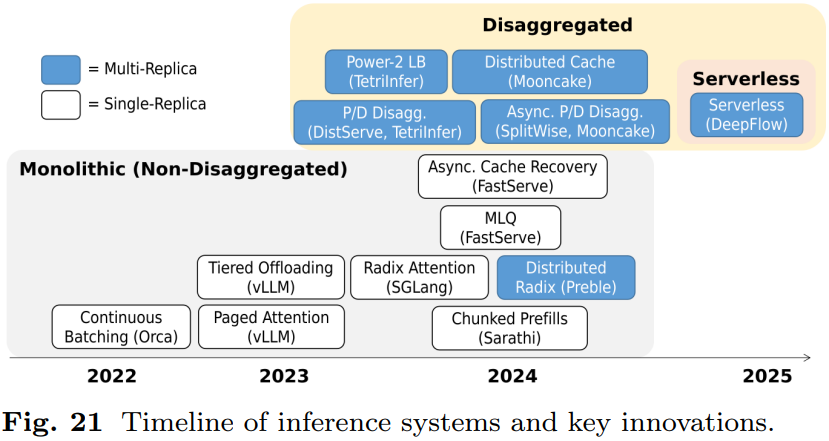 Disaggregated
= Multi-Replica
= Single-Replica
Power-2 LB
(TetriInfer)
Distributed Cache
(Mooncake)
Serverless
P/D Disagg.
(DistServe, TetriInfer)
Async. P/D Disagg.
(SplitWise, Mooncake)
Serverless
(DeepFlow)
Monolithic (Non-Disaggregated)
Async. Cache Recovery
(FastServe)
MLQ
(FastServe)
Tiered Offloading
(vLLM)
Radix Attention
(SGLang)
Distributed
Radix (Preble)
Continuous
Batching (Orca)
Paged Attention
(vLLM)
Chunked Prefills
(Sarathi)
2022
2023
2024
2025
Fig. 21 Timeline of inference systems and key innovations.